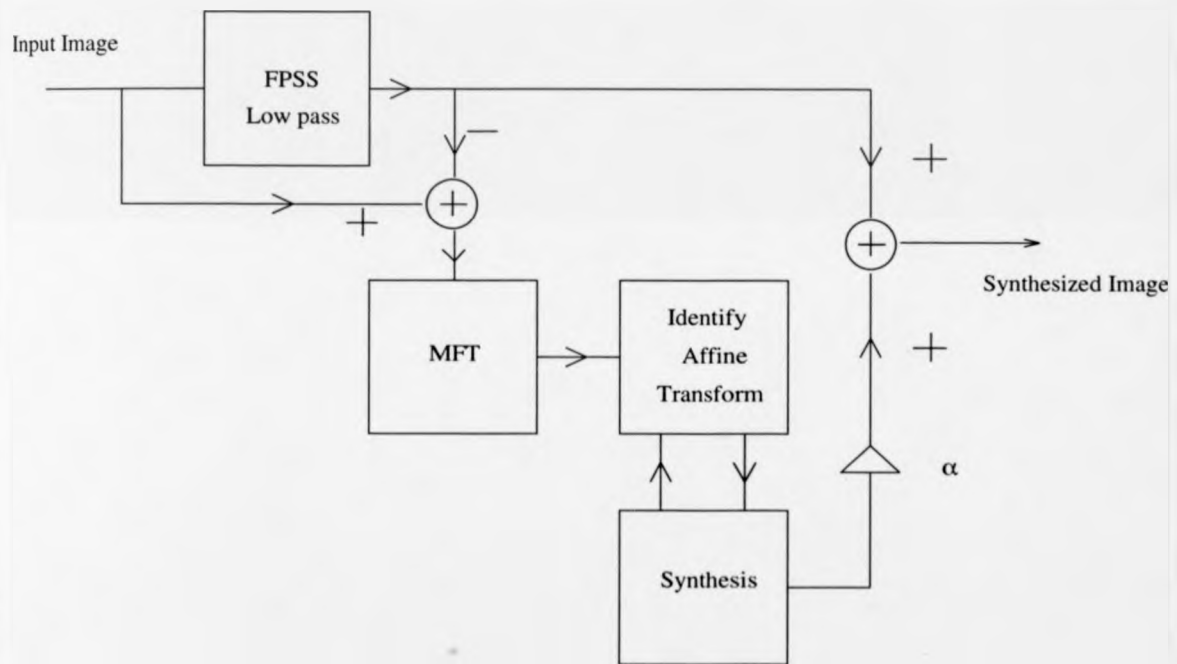 Input Image
FPSS
Low pass
−
+
+
+
+
Synthesized Image
MFT
Identify
Affine
Transform
+
α
Synthesis